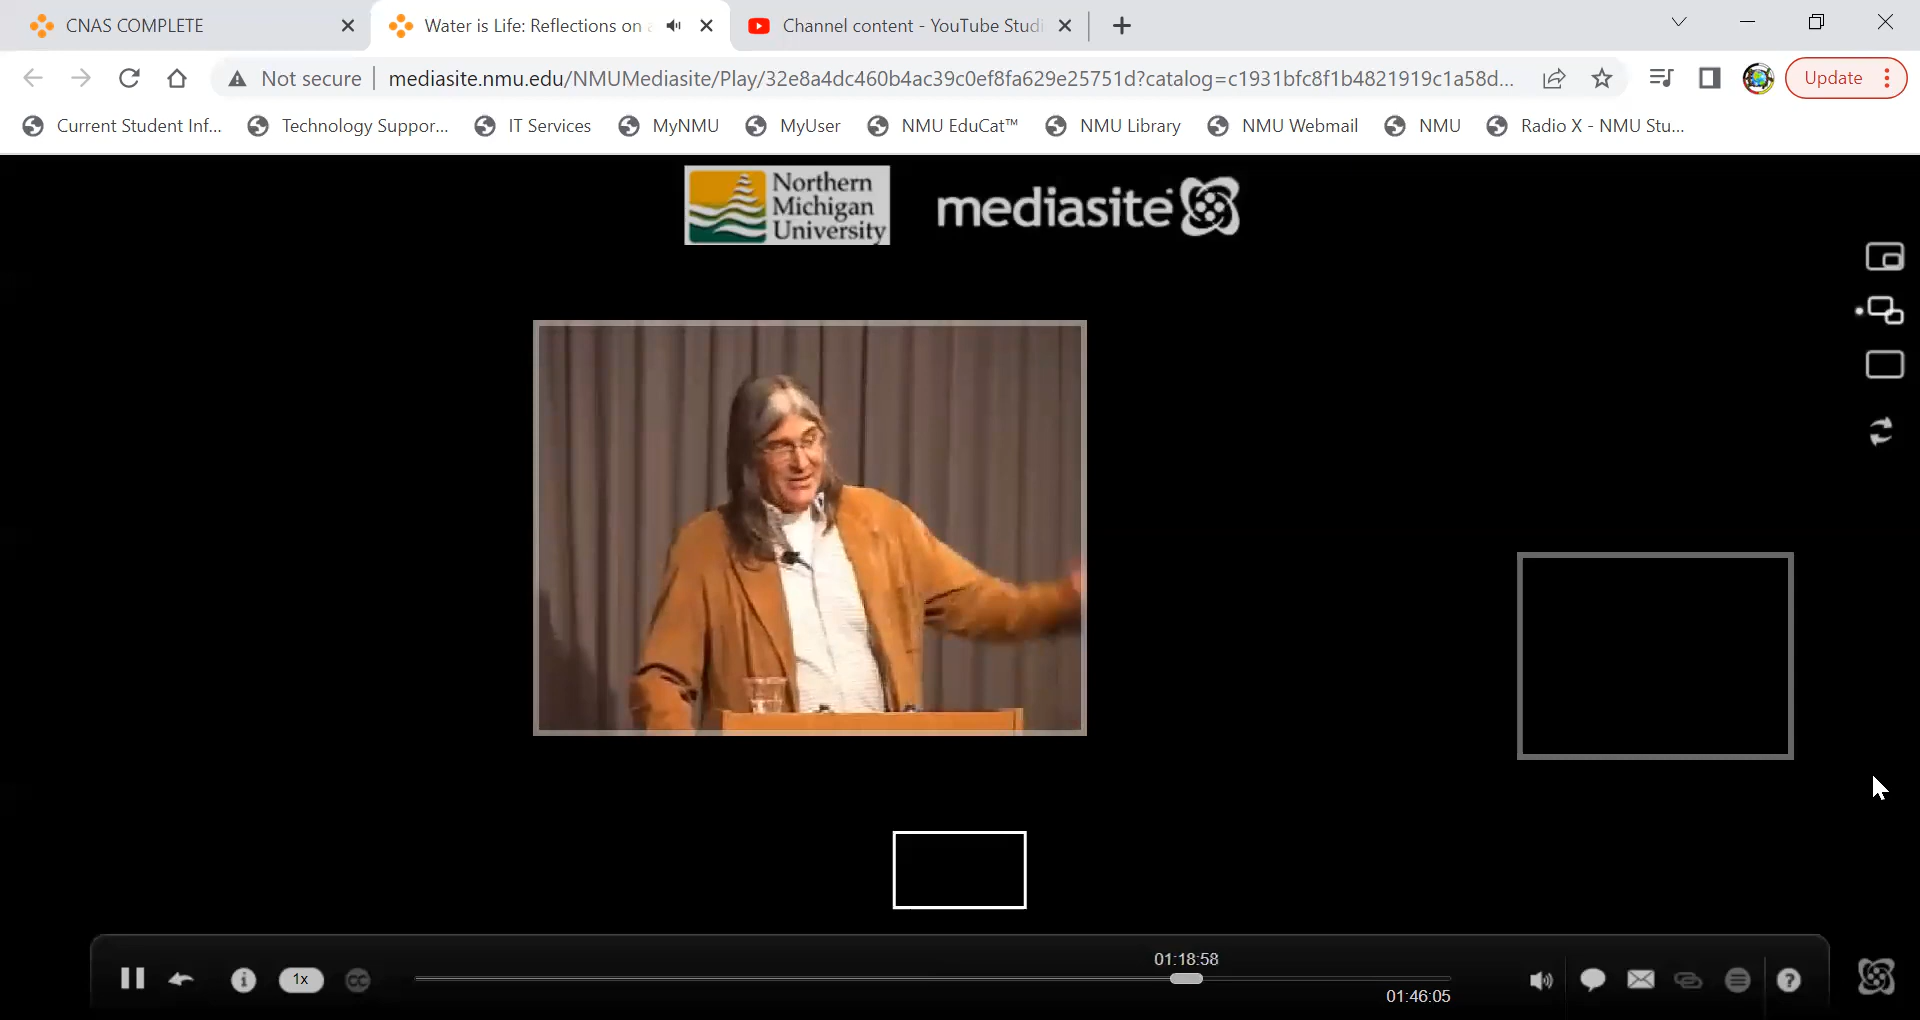 CNAS COMPLETE
Water is Life: Reflections on a
Channel content - YouTube Studi
Not secure
mediasite.nmu.edu/NMUMediasite/Play/32e8a4dc460b4ac39c0ef8fa629e25751d?catalog=c1931bfc8f1b4821919c1a58d...
Update
Current Student Inf...
Technology Suppor...
IT Services
MyNMU
MyUser
NMU EduCat™
NMU Library
NMU Webmail
NMU
Radio X - NMU Stu...
Northern
Michigan
University
mediasite
01:18:58
1x
CC
01:46:05